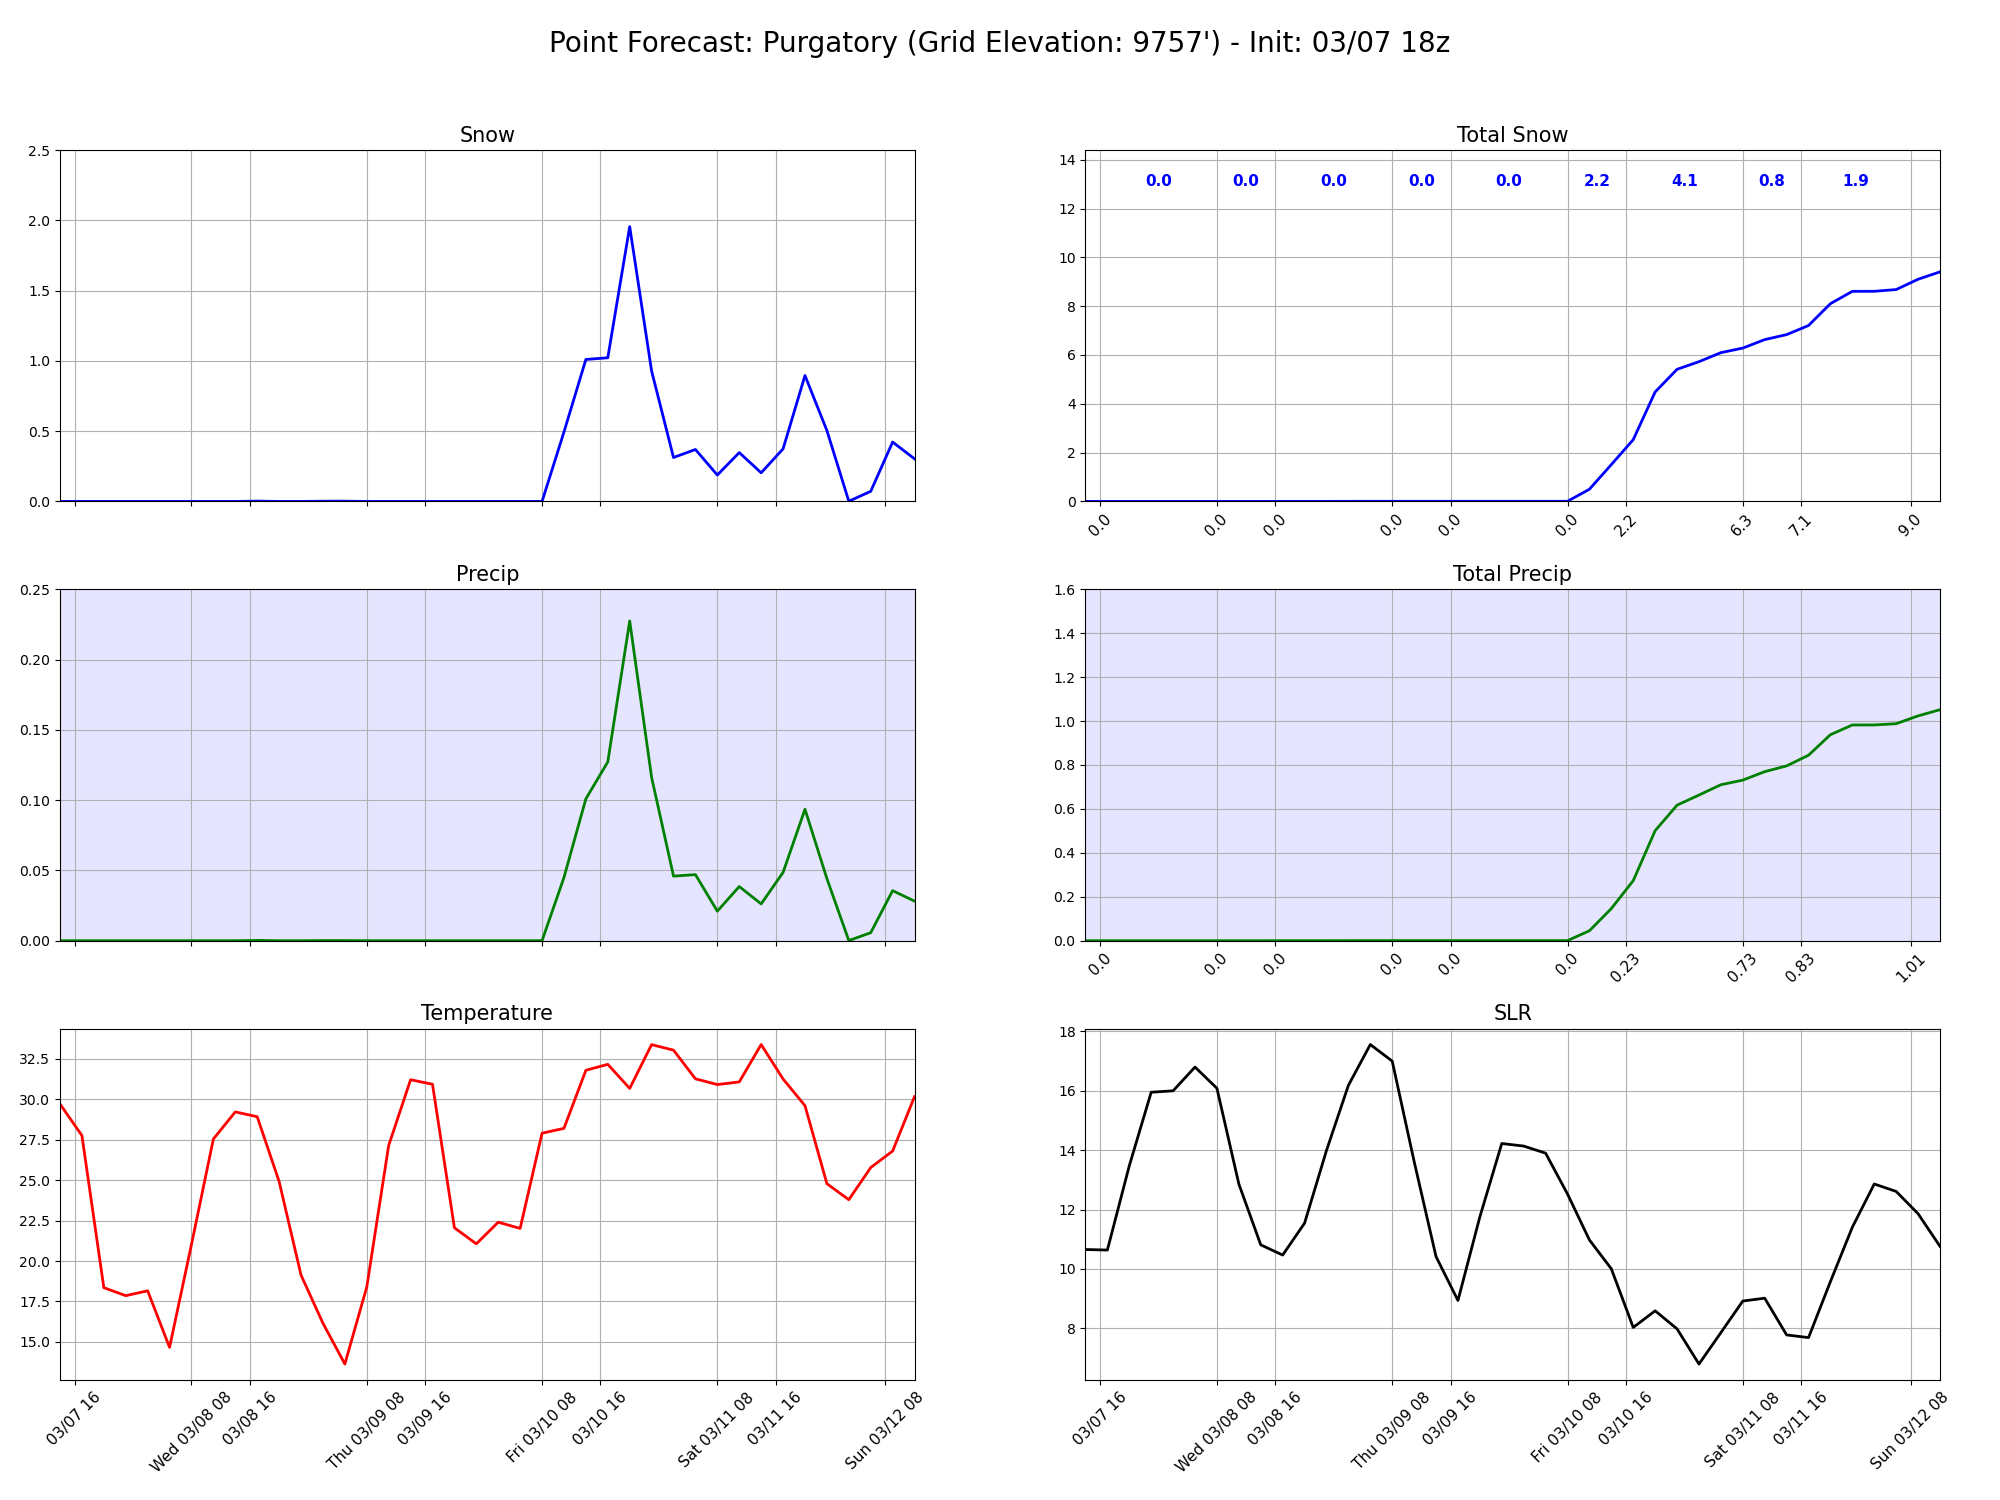 Point Forecast: Purgatory (Grid Elevation: 9757') - Init: 03/07 18z
Snow
2.5
2.0
1.5
1.0
0.5
0.0
Total Snow
14
12
10
8
6
4
2
0
0.0 0.0 0.0 0.0 0.0 2.2 4.1 0.8 1.9
0.0 0.0 0.0 0.0 0.0 0.0 2.2 6.3 7.1 9.0
Precip
0.25
0.20
0.15
0.10
0.05
0.00
Total Precip
1.6
1.4
1.2
1.0
0.8
0.6
0.4
0.2
0.0
0.0 0.0 0.0 0.0 0.0 0.0 0.23 0.73 0.83 1.01
Temperature
32.5
30.0
27.5
25.0
22.5
20.0
17.5
15.0
03/07 16
Wed 03/08 08
03/08 16
Thu 03/09 08
03/09 16
Fri 03/10 08
03/10 16
Sat 03/11 08
03/11 16
Sun 03/12 08
SLR
18
16
14
12
10
8
03/07 16
Wed 03/08 08
03/08 16
Thu 03/09 08
03/09 16
Fri 03/10 08
03/10 16
Sat 03/11 08
03/11 16
Sun 03/12 08